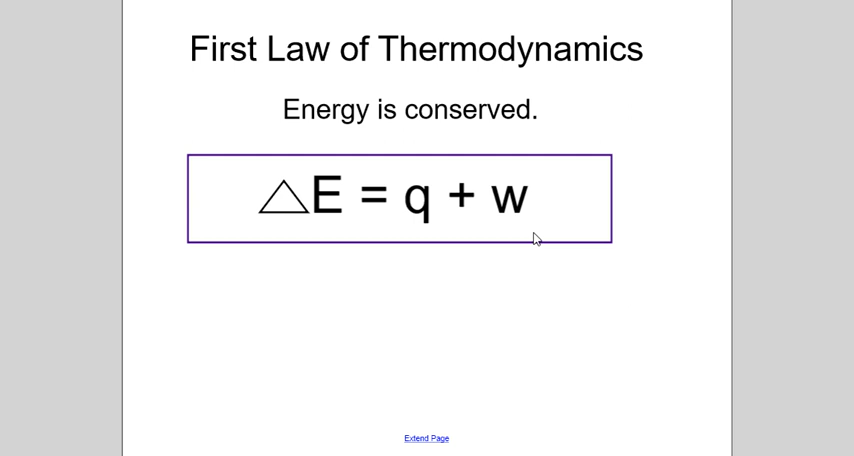 First Law of Thermodynamics
Energy is conserved.
△E = q + w
Extend Page